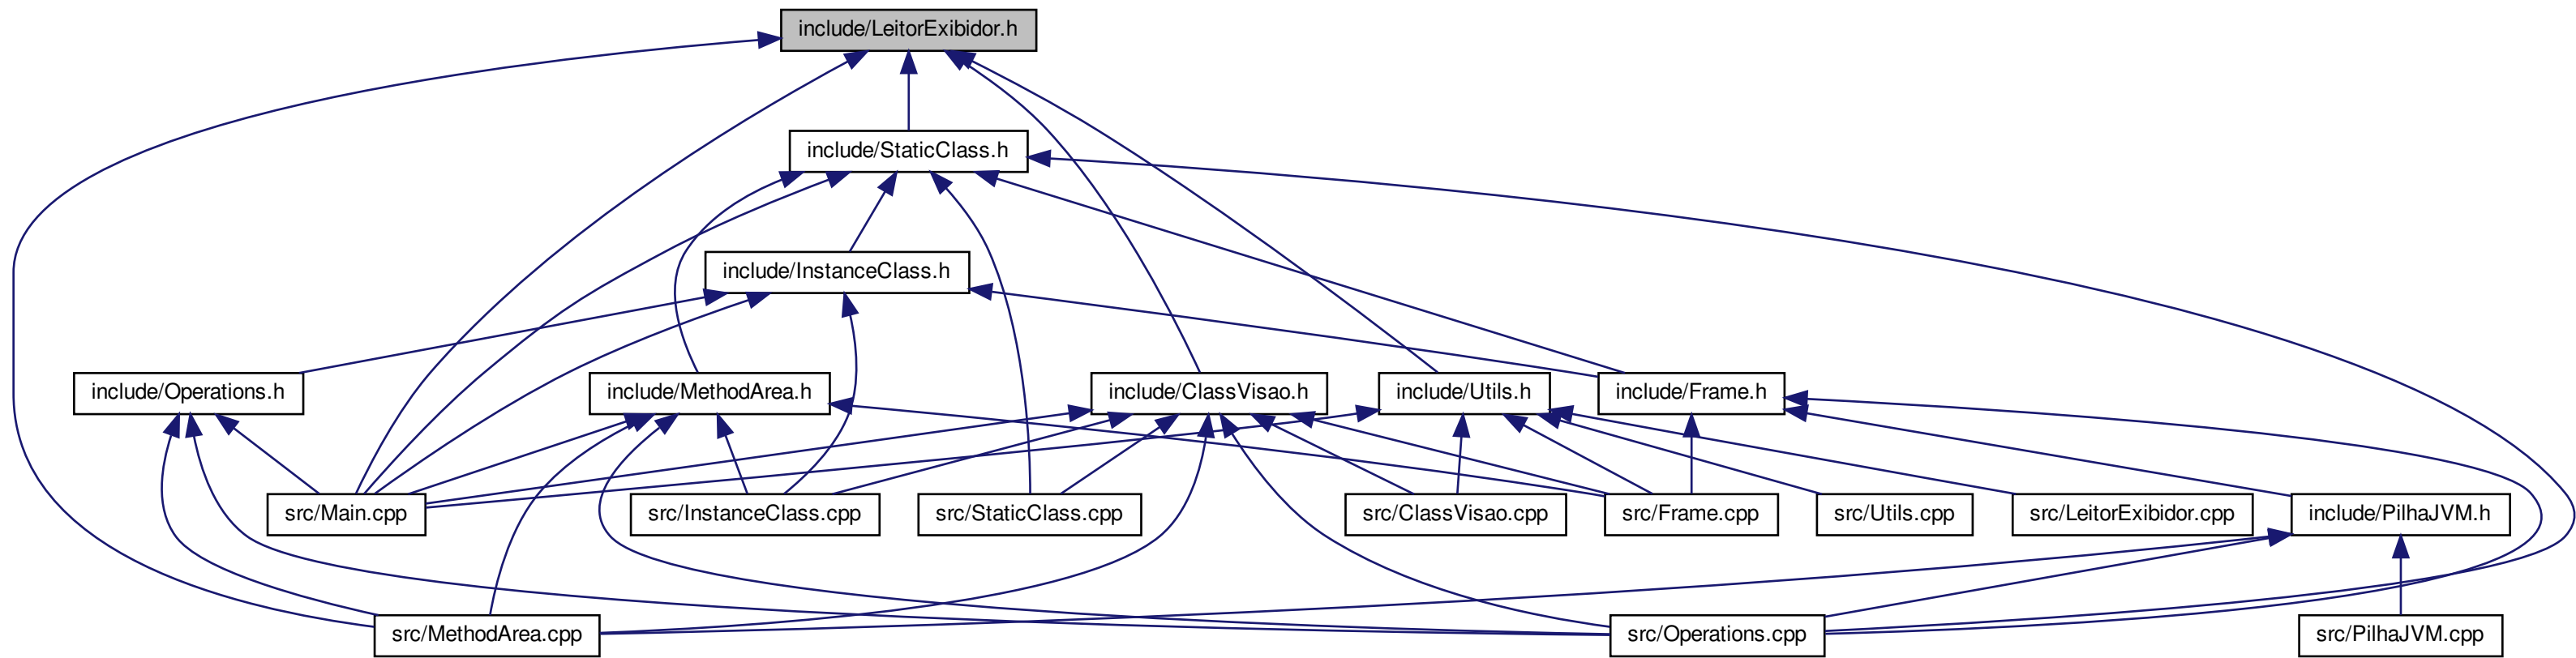 include/LeitorExibidor.h
include/StaticClass.h
include/InstanceClass.h
include/Operations.h
include/MethodArea.h
include/ClassVisao.h
include/Utils.h
include/Frame.h
src/Main.cpp
src/InstanceClass.cpp
src/StaticClass.cpp
src/ClassVisao.cpp
src/Frame.cpp
src/Utils.cpp
src/LeitorExibidor.cpp
include/PilhaJVM.h
src/MethodArea.cpp
src/Operations.cpp
src/PilhaJVM.cpp